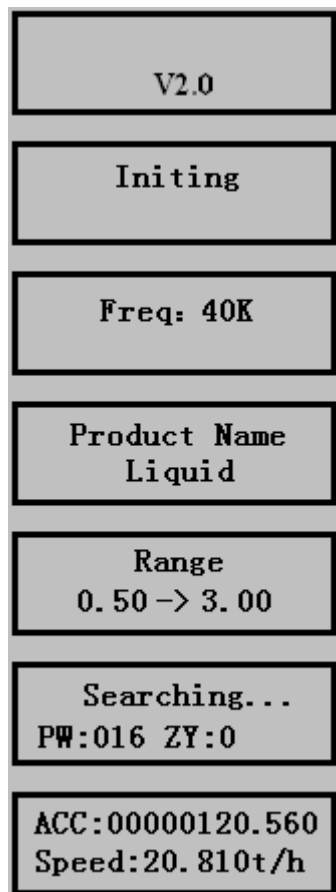 V2.0
Initing
Freq: 40K
Product Name
Liquid
Range
0.50->3.00
Searching...
PW:016 ZY:0
ACC:00000120.560
Speed:20.810t/h